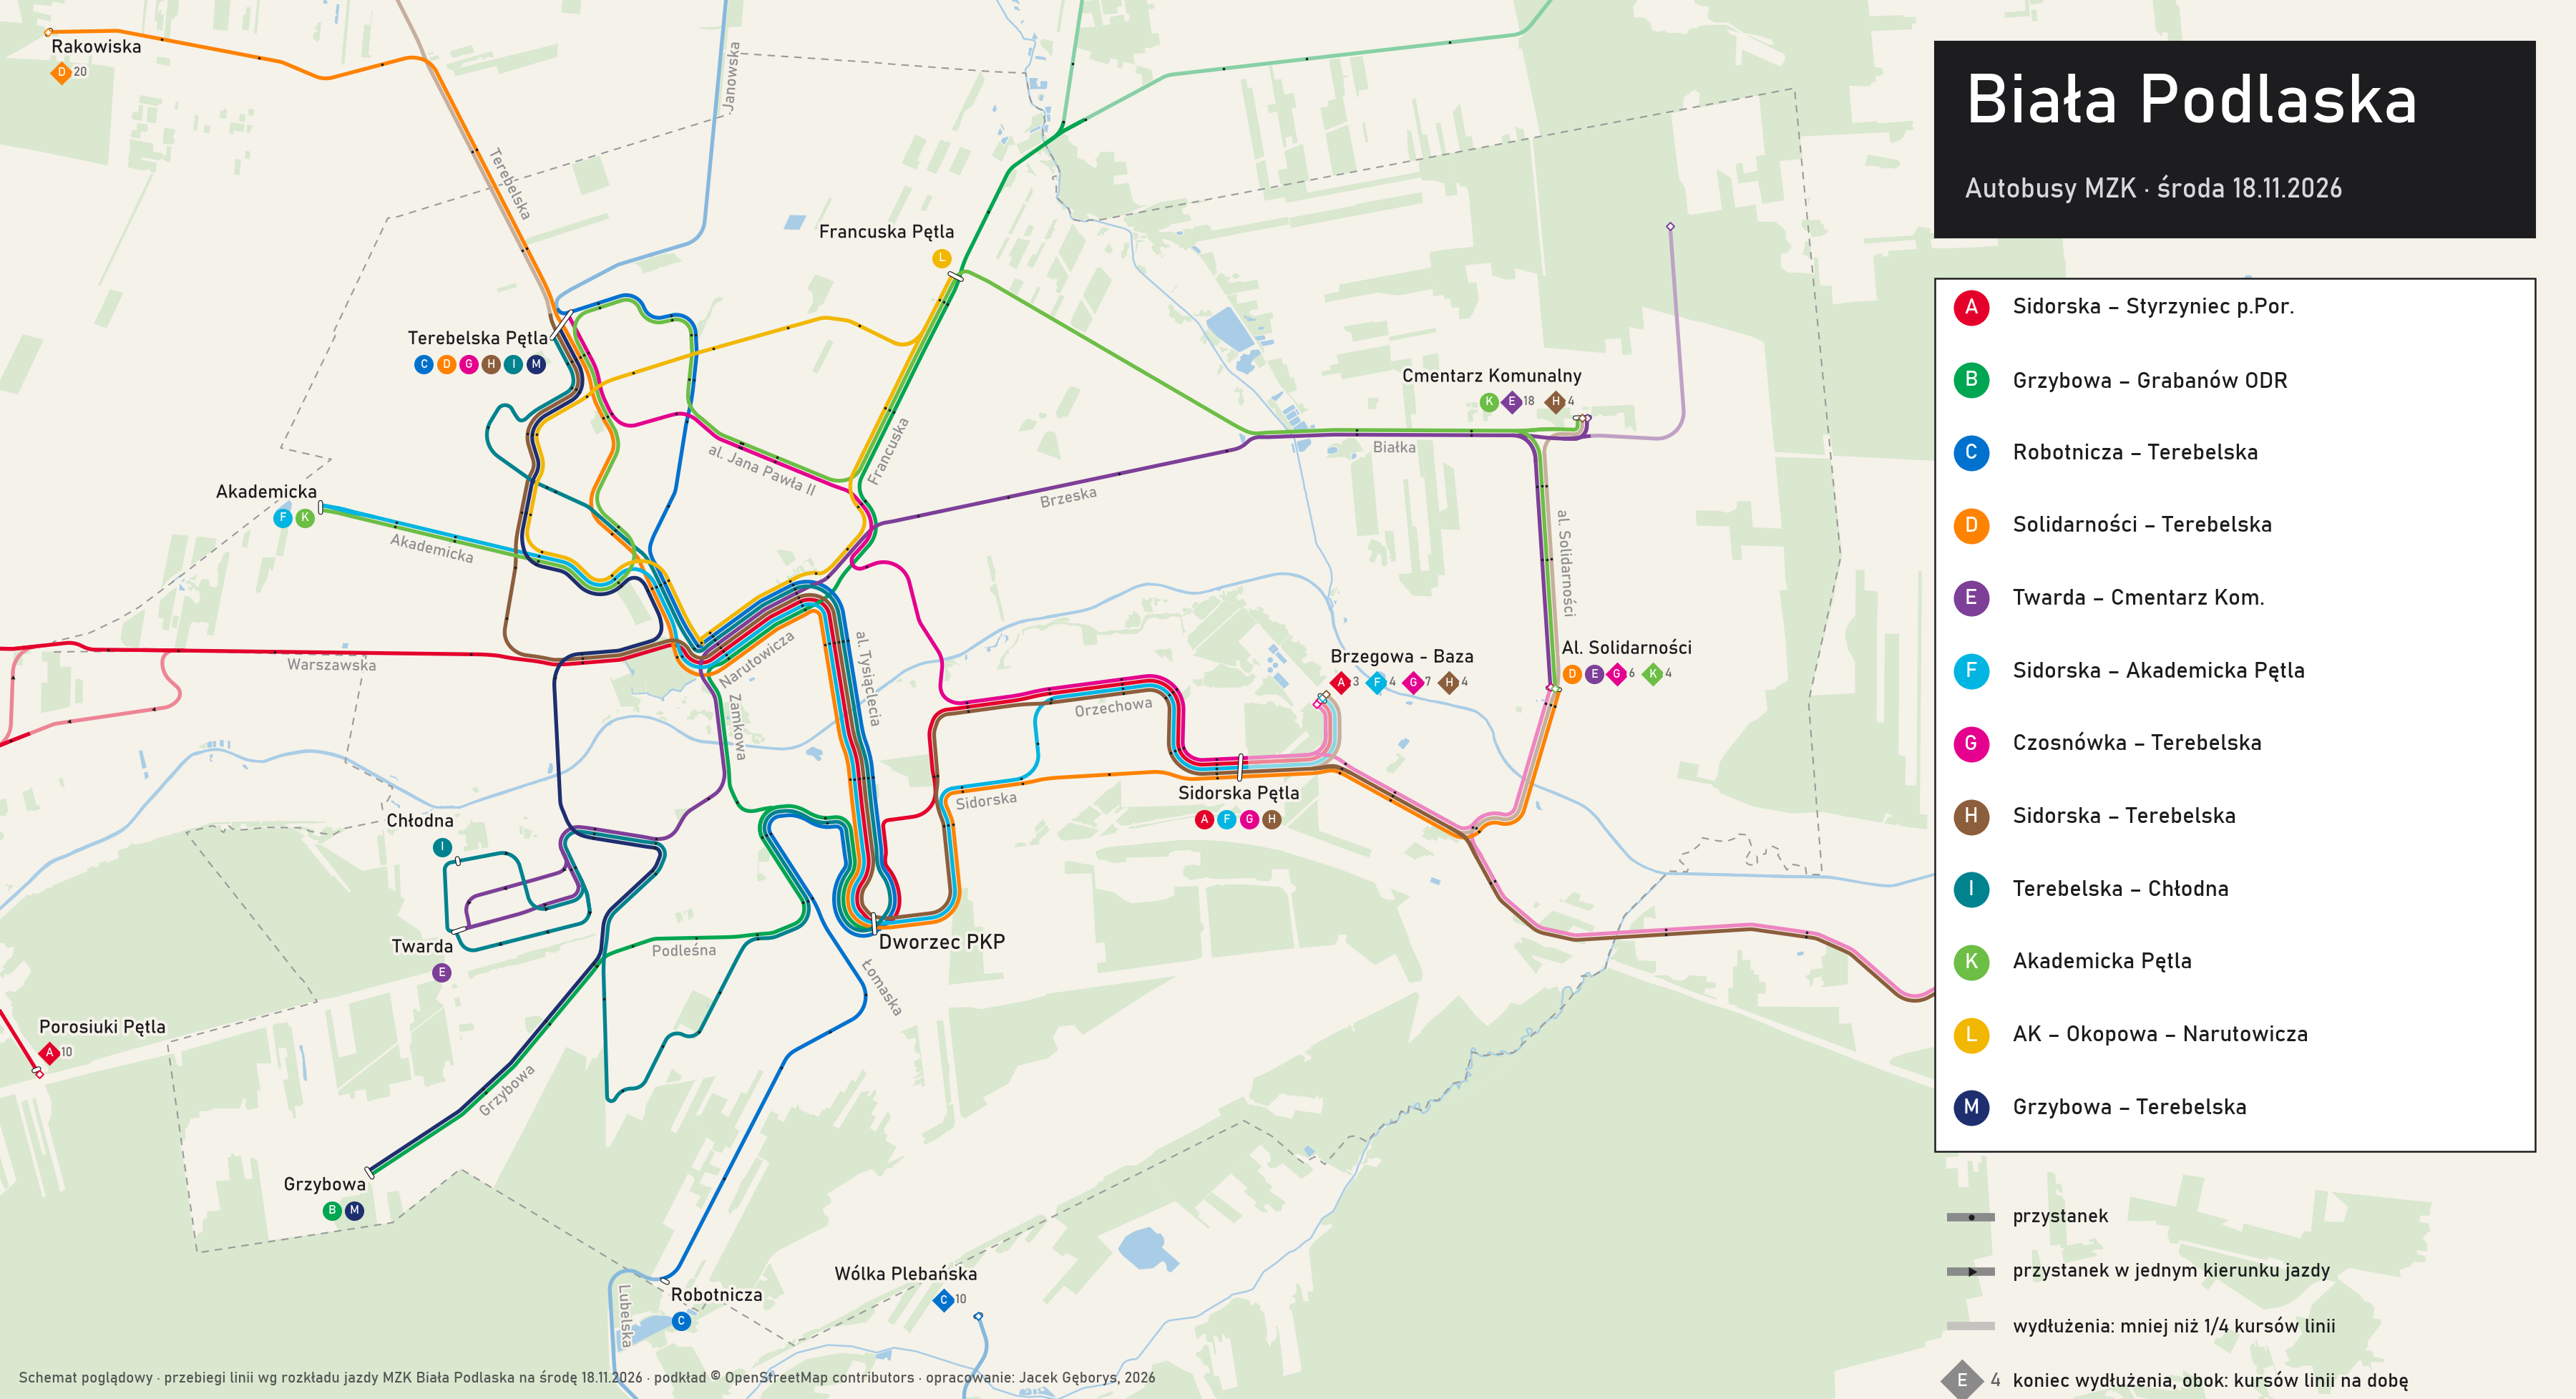 Biała Podlaska
Autobusy MZK · środa 18.11.2026
A Sidorska – Styrzyniec p.Por.
B Grzybowa – Grabanów ODR
C Robotnicza – Terebelska
D Solidarności – Terebelska
E Twarda – Cmentarz Kom.
F Sidorska – Akademicka Pętla
G Czosnówka – Terebelska
H Sidorska – Terebelska
I Terebelska – Chłodna
K Akademicka Pętla
L AK – Okopowa – Narutowicza
M Grzybowa – Terebelska
przystanek
przystanek w jednym kierunku jazdy
wydłużenia: mniej niż 1/4 kursów linii
E 4 koniec wydłużenia, obok: kursów linii na dobę
Rakowiska
D 20
Janowska
Terebelska
Francuska Pętla
L
Terebelska Pętla
C D G H I M
Cmentarz Komunalny
K E 18 H 4
Białka
Francuska
al. Jana Pawła II
Brzeska
Akademicka
F K
Akademicka
al. Solidarności
Warszawska
Narutowicza
al. Tysiąclecia
Zamkowa
Al. Solidarności
D E G 6 K 4
Brzegowa - Baza
A 3 F 4 G 7 H 4
Orzechowa
Sidorska
Sidorska Pętla
A F G H
Chłodna
I
Twarda
E
Dworzec PKP
Podleśna
Łomaska
Porosiuki Pętla
A 10
Grzybowa
Grzybowa
B M
Wólka Plebańska
C 10
Robotnicza
C
Lubelska
Schemat poglądowy · przebiegi linii wg rozkładu jazdy MZK Biała Podlaska na środę 18.11.2026 · podkład © OpenStreetMap contributors · opracowanie: Jacek Gęborys, 2026